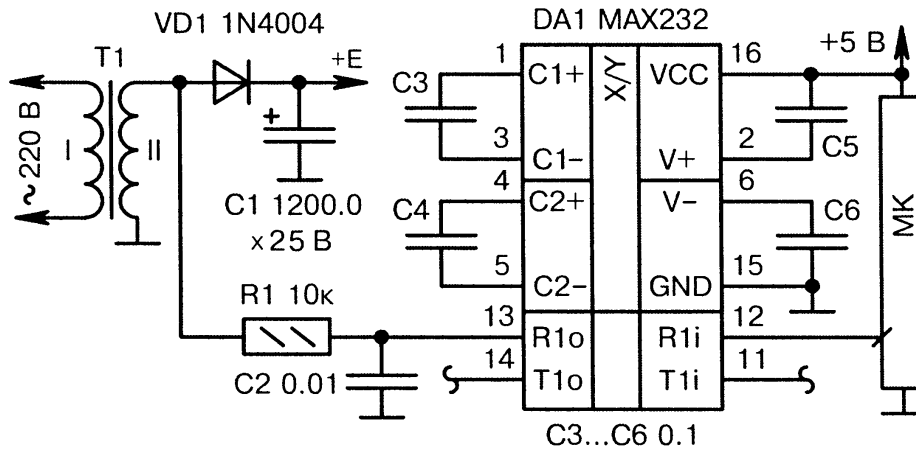 VD1 1N4004
DA1 MAX232
T1
I
II
~220 В
+E
+
C1 1200.0
×25 В
R1 10к
C2 0.01
C3
C4
1
3
4
5
13
14
C1+
C1-
C2+
C2-
R1o
T1o
X/Y
VCC
V+
V-
GND
R1i
T1i
16
2
6
15
12
11
C5
C6
+5 В
МК
C3...C6 0.1